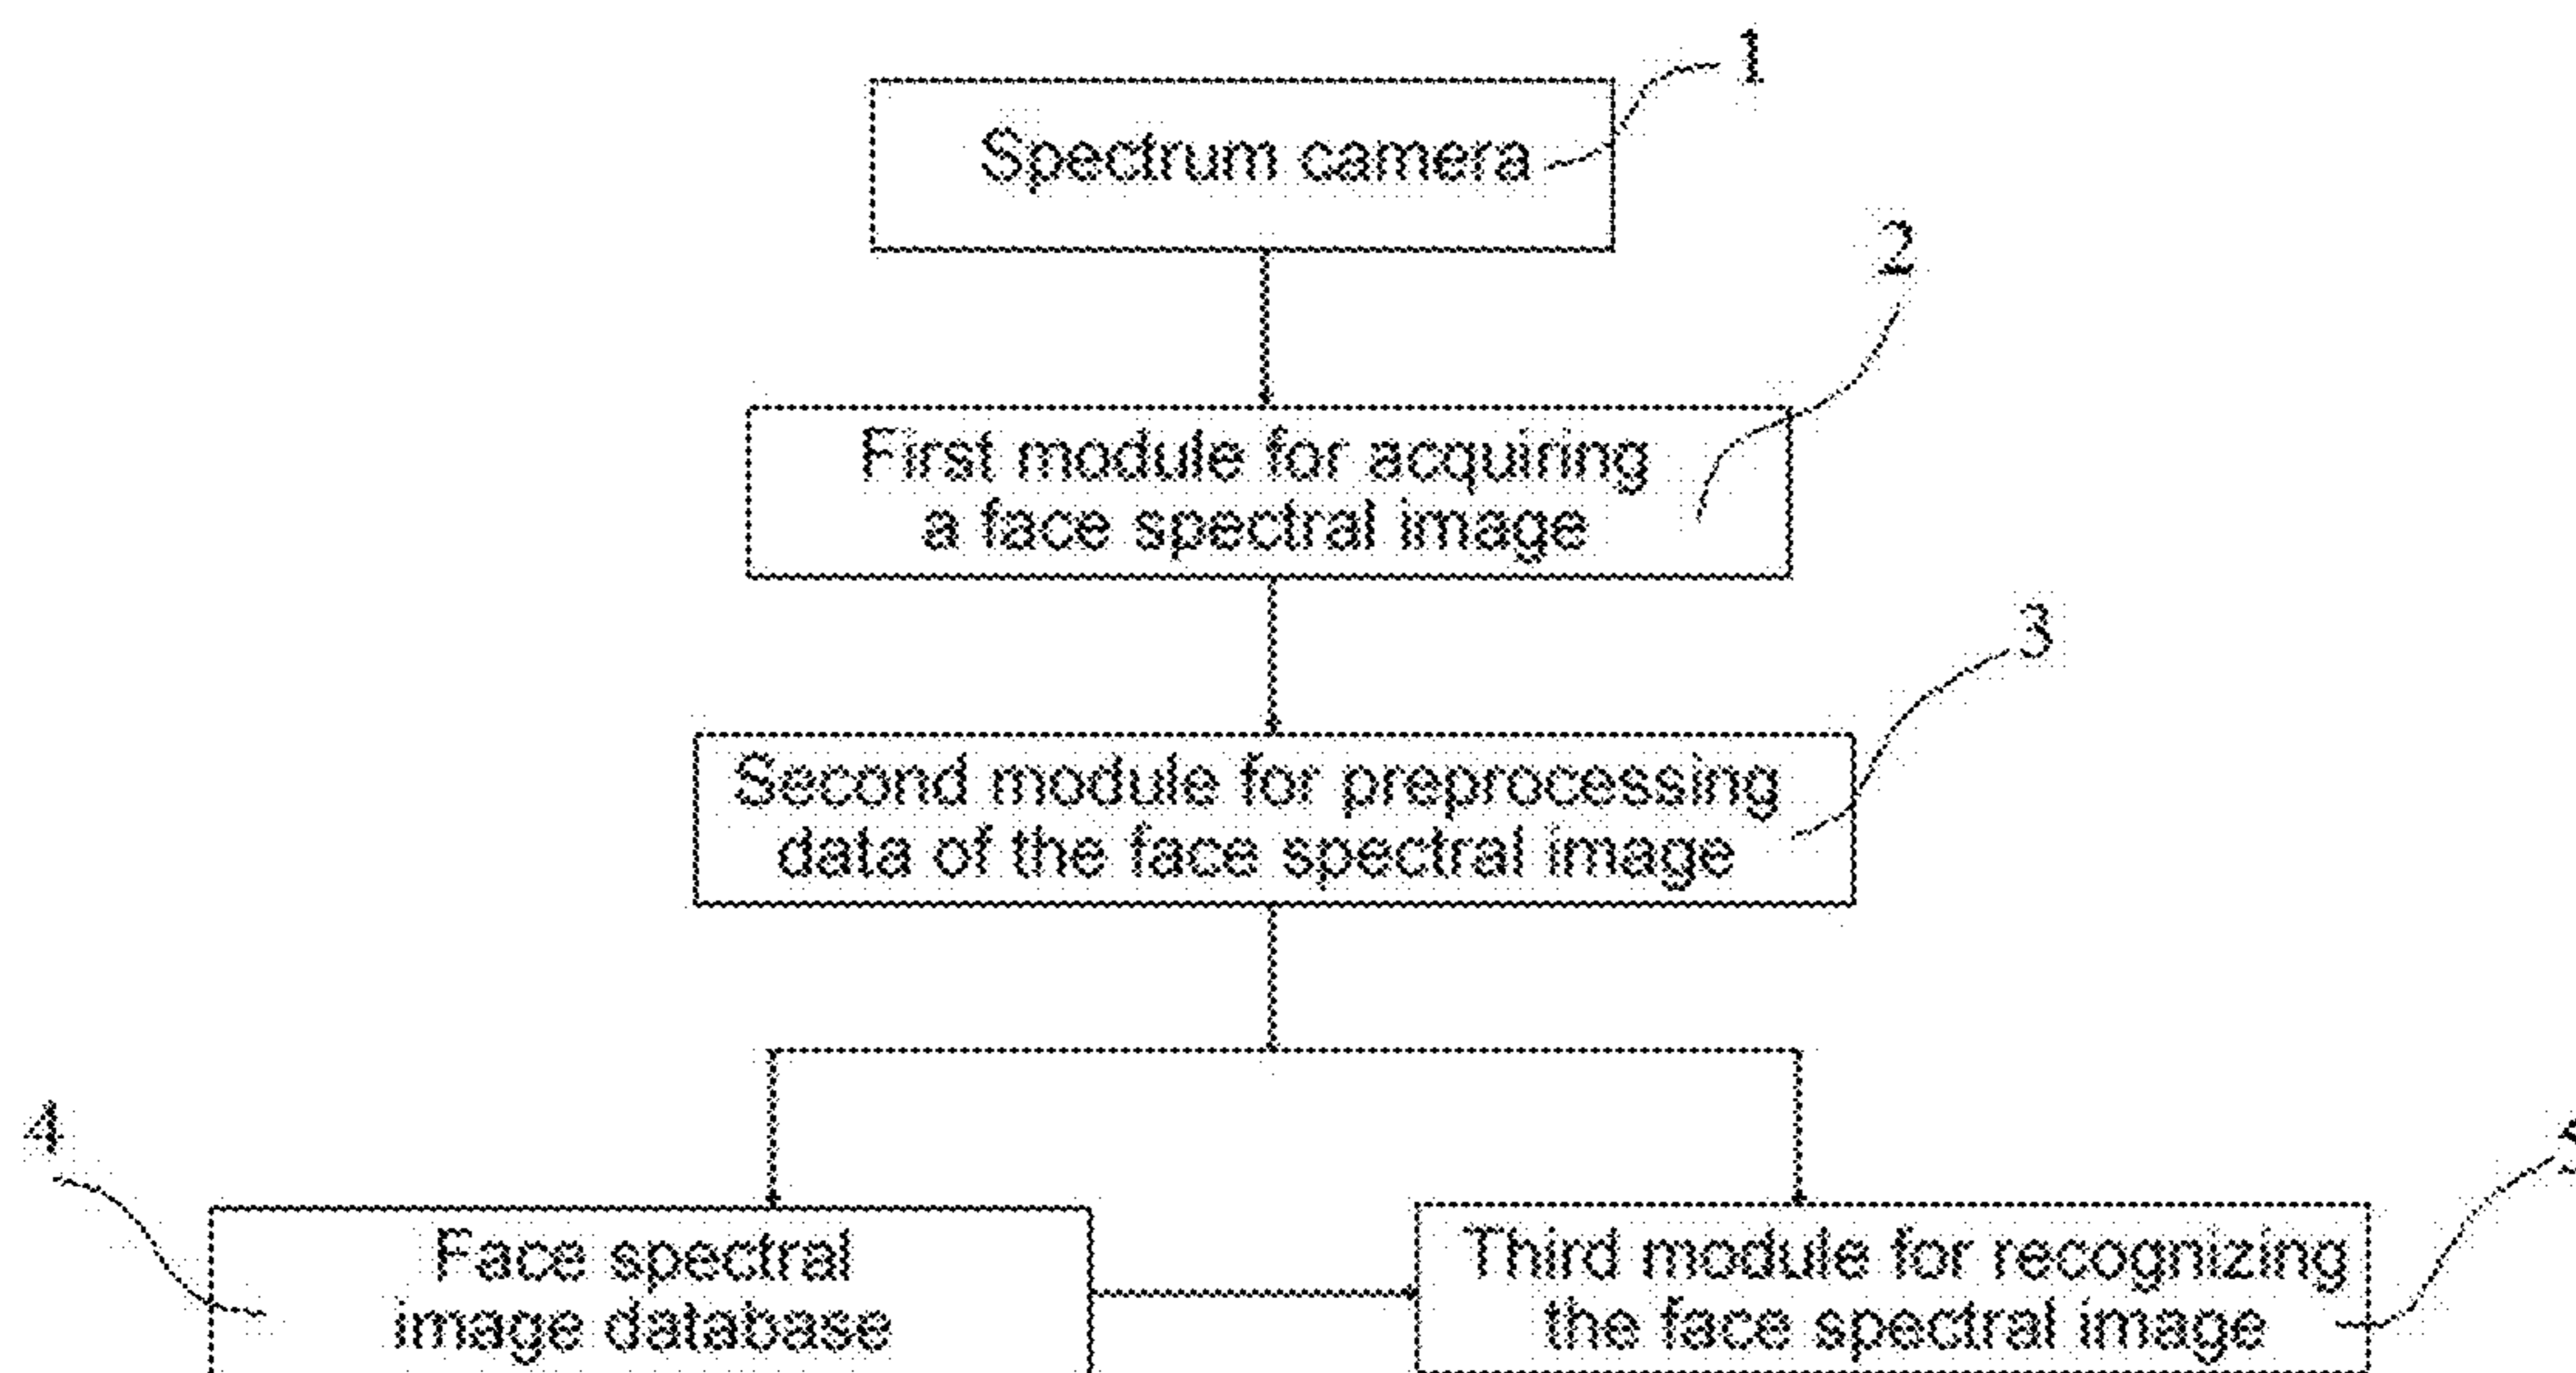 1
Spectrum camera
2
First module for acquiring
a face spectral image
3
Second module for preprocessing
data of the face spectral image
4
5
Face spectral
image database
Third module for recognizing
the face spectral image